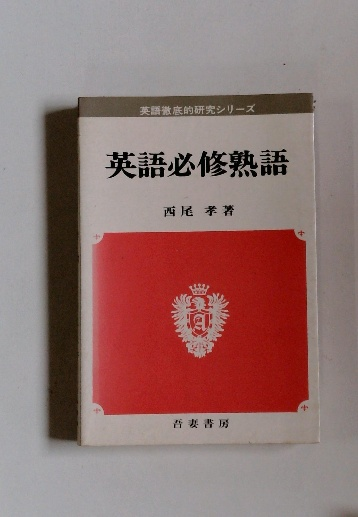 英語徹底的研究シリーズ
英語必修熟語
西尾 孝著
A
吾妻書房